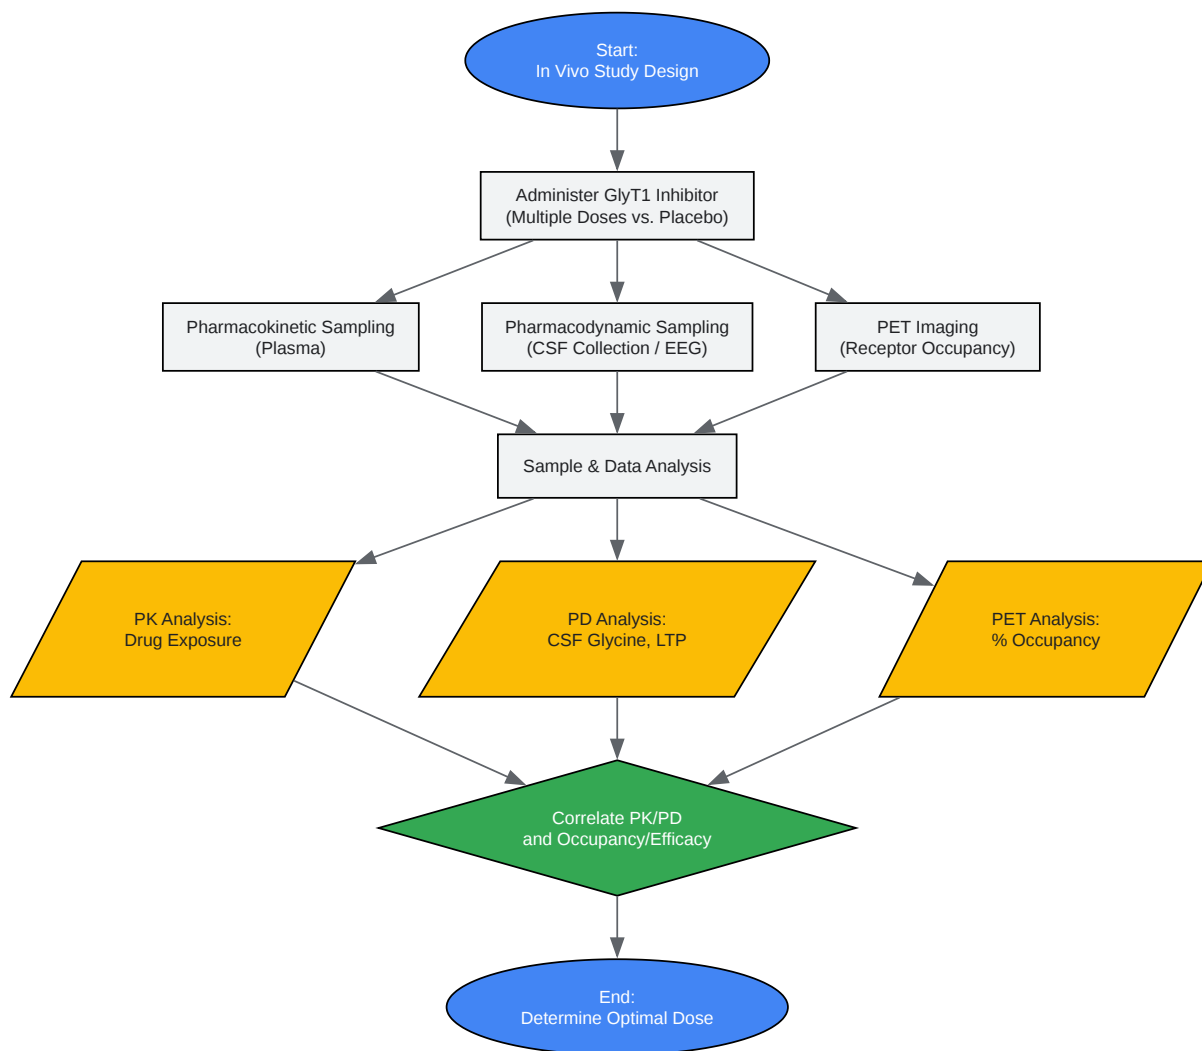 Start:
In Vivo Study Design
Administer GlyT1 Inhibitor
(Multiple Doses vs. Placebo)
Pharmacokinetic Sampling
(Plasma)
Pharmacodynamic Sampling
(CSF Collection / EEG)
PET Imaging
(Receptor Occupancy)
Sample & Data Analysis
PK Analysis:
Drug Exposure
PD Analysis:
CSF Glycine, LTP
PET Analysis:
% Occupancy
Correlate PK/PD
and Occupancy/Efficacy
End:
Determine Optimal Dose